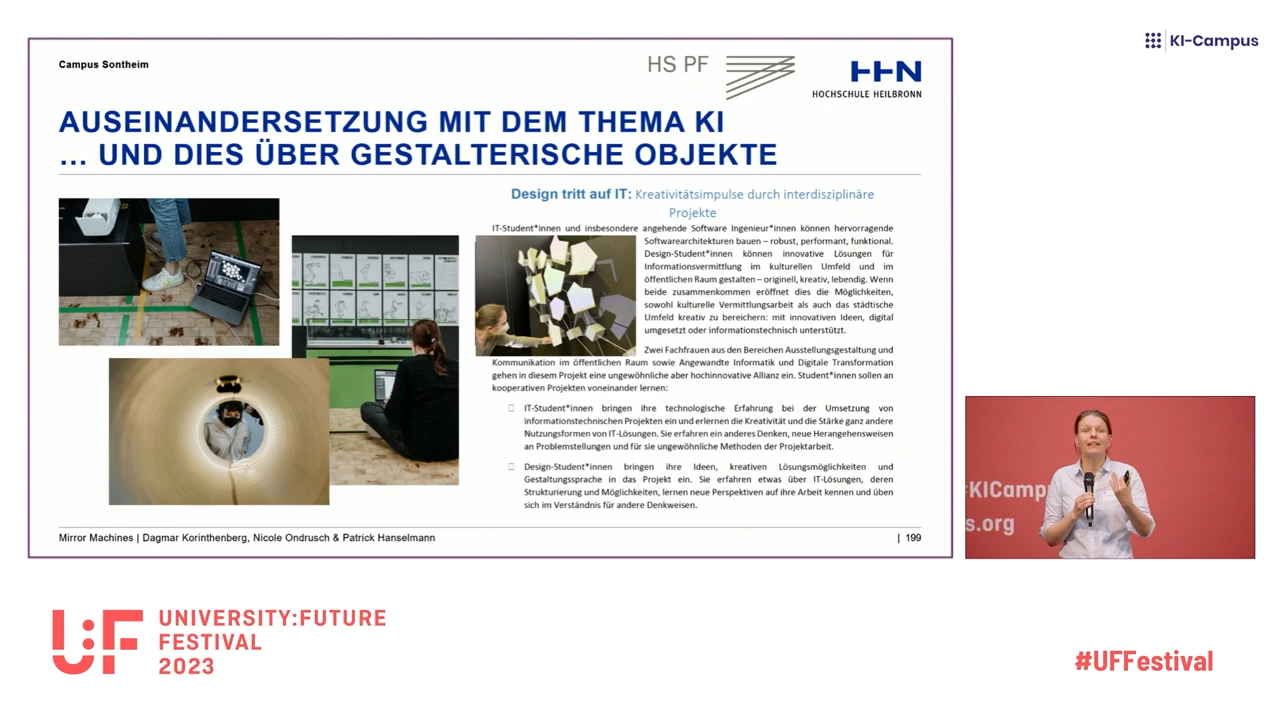 KI-Campus
Campus Sontheim
HS PF
HHN
HOCHSCHULE HEILBRONN
AUSEINANDERSETZUNG MIT DEM THEMA KI
... UND DIES ÜBER GESTALTERISCHE OBJEKTE
Design tritt auf IT: Kreativitätsimpulse durch interdisziplinäre
Projekte
IT-Student*innen und insbesondere angehende Software Ingenieur*innen können hervorragende
Softwarearchitekturen bauen – robust, performant, funktional.
Design-Student*innen können innovative Lösungen für
Informationsvermittlung im kulturellen Umfeld und im
öffentlichen Raum gestalten – originell, kreativ, lebendig. Wenn
beide zusammenkommen eröffnet dies die Möglichkeiten,
sowohl kulturelle Vermittlungsarbeit als auch das städtische
Umfeld kreativ zu bereichern: mit innovativen Ideen, digital
umgesetzt oder informationstechnisch unterstützt.
Zwei Fachfrauen aus den Bereichen Ausstellungsgestaltung und
Kommunikation im öffentlichen Raum sowie Angewandte Informatik und Digitale Transformation
gehen in diesem Projekt eine ungewöhnliche aber hochinnovative Allianz ein. Student*innen sollen an
kooperativen Projekten voneinander lernen:
IT-Student*innen bringen ihre technologische Erfahrung bei der Umsetzung von
informationstechnischen Projekten ein und erlernen die Kreativität und die Stärke ganz andere
Nutzungsformen von IT-Lösungen. Sie erfahren ein anderes Denken, neue Herangehensweisen
an Problemstellungen und für sie ungewöhnliche Methoden der Projektarbeit.
Design-Student*innen bringen ihre Ideen, kreativen Lösungsmöglichkeiten und
Gestaltungssprache in das Projekt ein. Sie erfahren etwas über IT-Lösungen, deren
Strukturierung und Möglichkeiten, lernen neue Perspektiven auf ihre Arbeit kennen und üben
sich im Verständnis für andere Denkweisen.
Mirror Machines | Dagmar Korinthenberg, Nicole Ondrusch & Patrick Hanselmann
| 199
#KICamp
s.org
U:F
UNIVERSITY:FUTURE
FESTIVAL
2023
#UFFestival